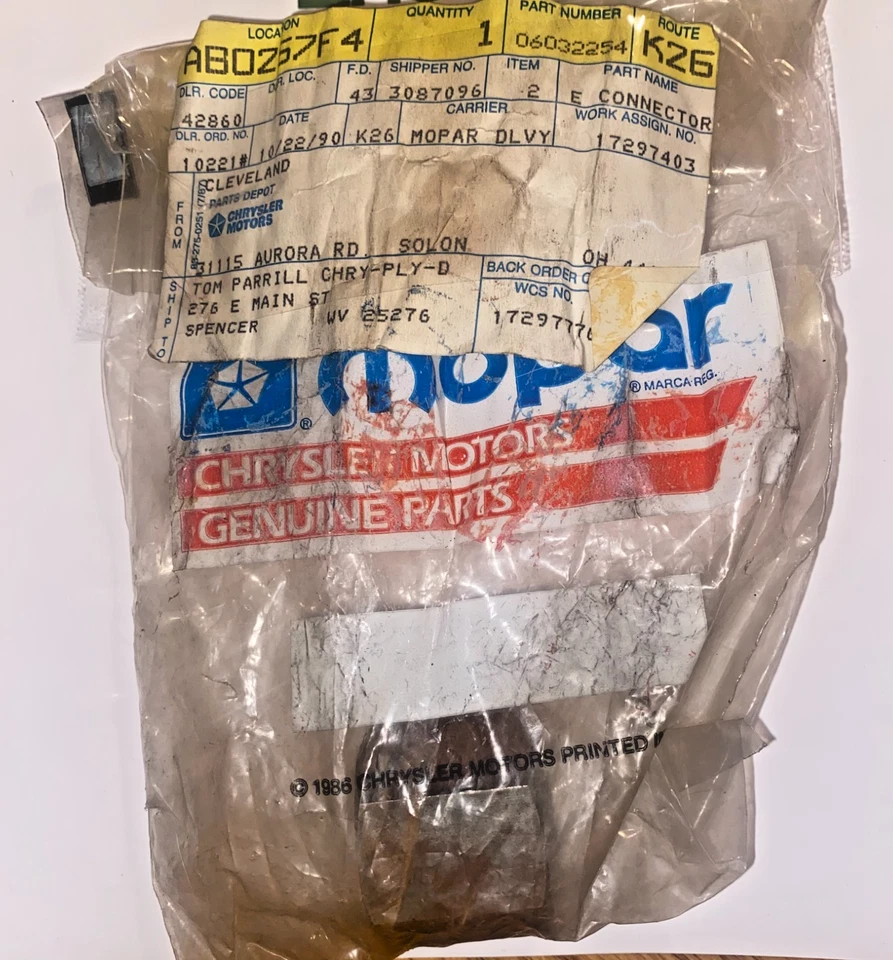 LOCATION QUANTITY PART NUMBER ROUTE
AB0257F4 1 06032254 K26
DLR. CODE DIR. LOC. F.D. SHIPPER NO. ITEM PART NAME
42860 43 3087096 2 E CONNECTOR
DLR. ORD. NO. DATE CARRIER WORK ASSIGN. NO.
10221# 10/22/90 K26 MOPAR DLVY 17297403
FROM
CLEVELAND
PARTS DEPOT
CHRYSLER
MOTORS
31115 AURORA RD. SOLON OH
SHIP TO
TOM PARRILL CHRY-PLY-D
276 E MAIN ST
SPENCER WV 25276
BACK ORDER
WCS NO.
1729777
mopar
® ® MARCA REG.
CHRYSLER MOTORS
GENUINE PARTS
© 1986 CHRYSLER MOTORS PRINTED